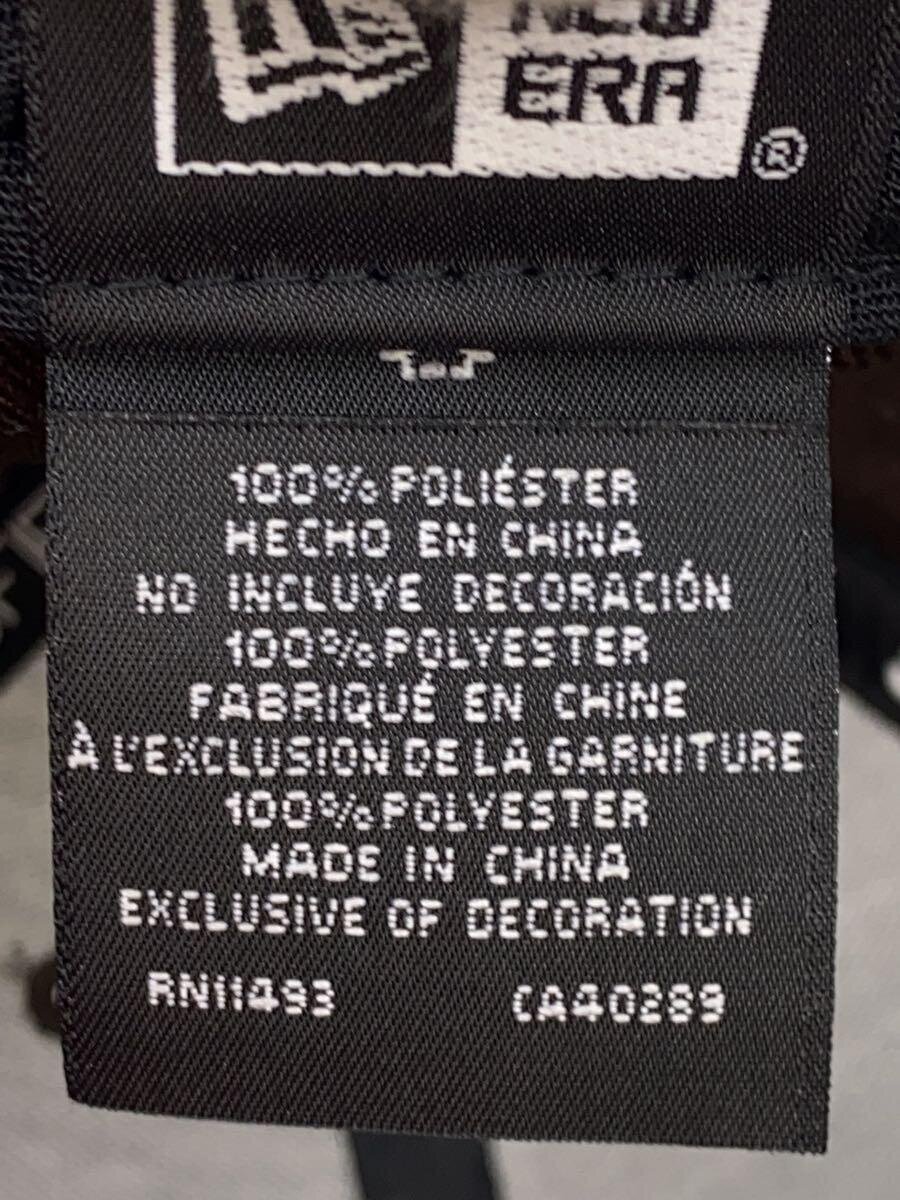 NEW
ERA
®
100% POLIÉSTER
HECHO EN CHINA
NO INCLUYE DECORACIÓN
100% POLYESTER
FABRIQUÉ EN CHINE
À L'EXCLUSION DE LA GARNITURE
100% POLYESTER
MADE IN CHINA
EXCLUSIVE OF DECORATION
RN11493 CA40289